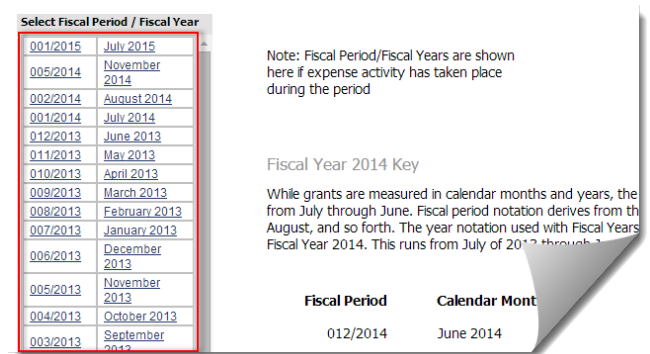 Select Fiscal Period / Fiscal Year
001/2015 July 2015
005/2014 November
2014
002/2014 August 2014
001/2014 July 2014
012/2013 June 2013
011/2013 May 2013
010/2013 April 2013
009/2013 March 2013
008/2013 February 2013
007/2013 January 2013
006/2013 December
2013
005/2013 November
2013
004/2013 October 2013
003/2013 September
2013
Note: Fiscal Period/Fiscal Years are shown
here if expense activity has taken place
during the period
Fiscal Year 2014 Key
While grants are measured in calendar months and years, the
from July through June. Fiscal period notation derives from th
August, and so forth. The year notation used with Fiscal Years
Fiscal Year 2014. This runs from July of 2013 through J
Fiscal Period Calendar Mont
012/2014 June 2014